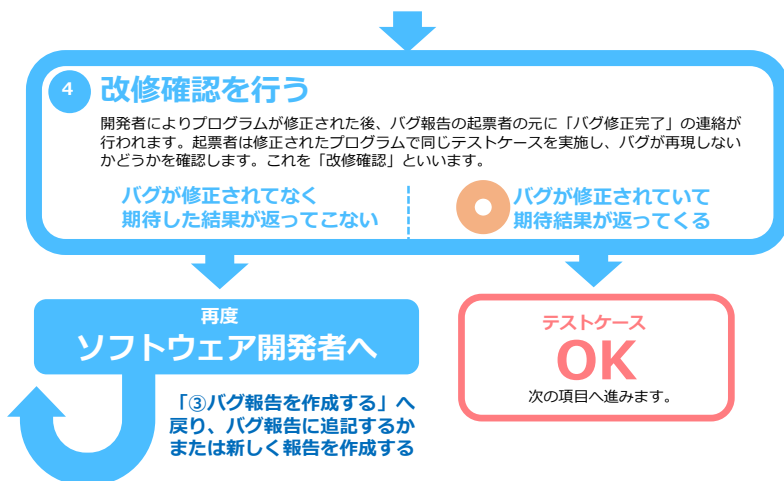 4 改修確認を行う
開発者によりプログラムが修正された後、バグ報告の起票者の元に「バグ修正完了」の連絡が
行われます。起票者は修正されたプログラムで同じテストケースを実施し、バグが再現しない
かどうかを確認します。これを「改修確認」といいます。
バグが修正されてなく
期待した結果が返ってこない
バグが修正されていて
期待結果が返ってくる
再度
ソフトウェア開発者へ
「③バグ報告を作成する」へ
戻り、バグ報告に追記するか
または新しく報告を作成する
テストケース
OK
次の項目へ進みます。